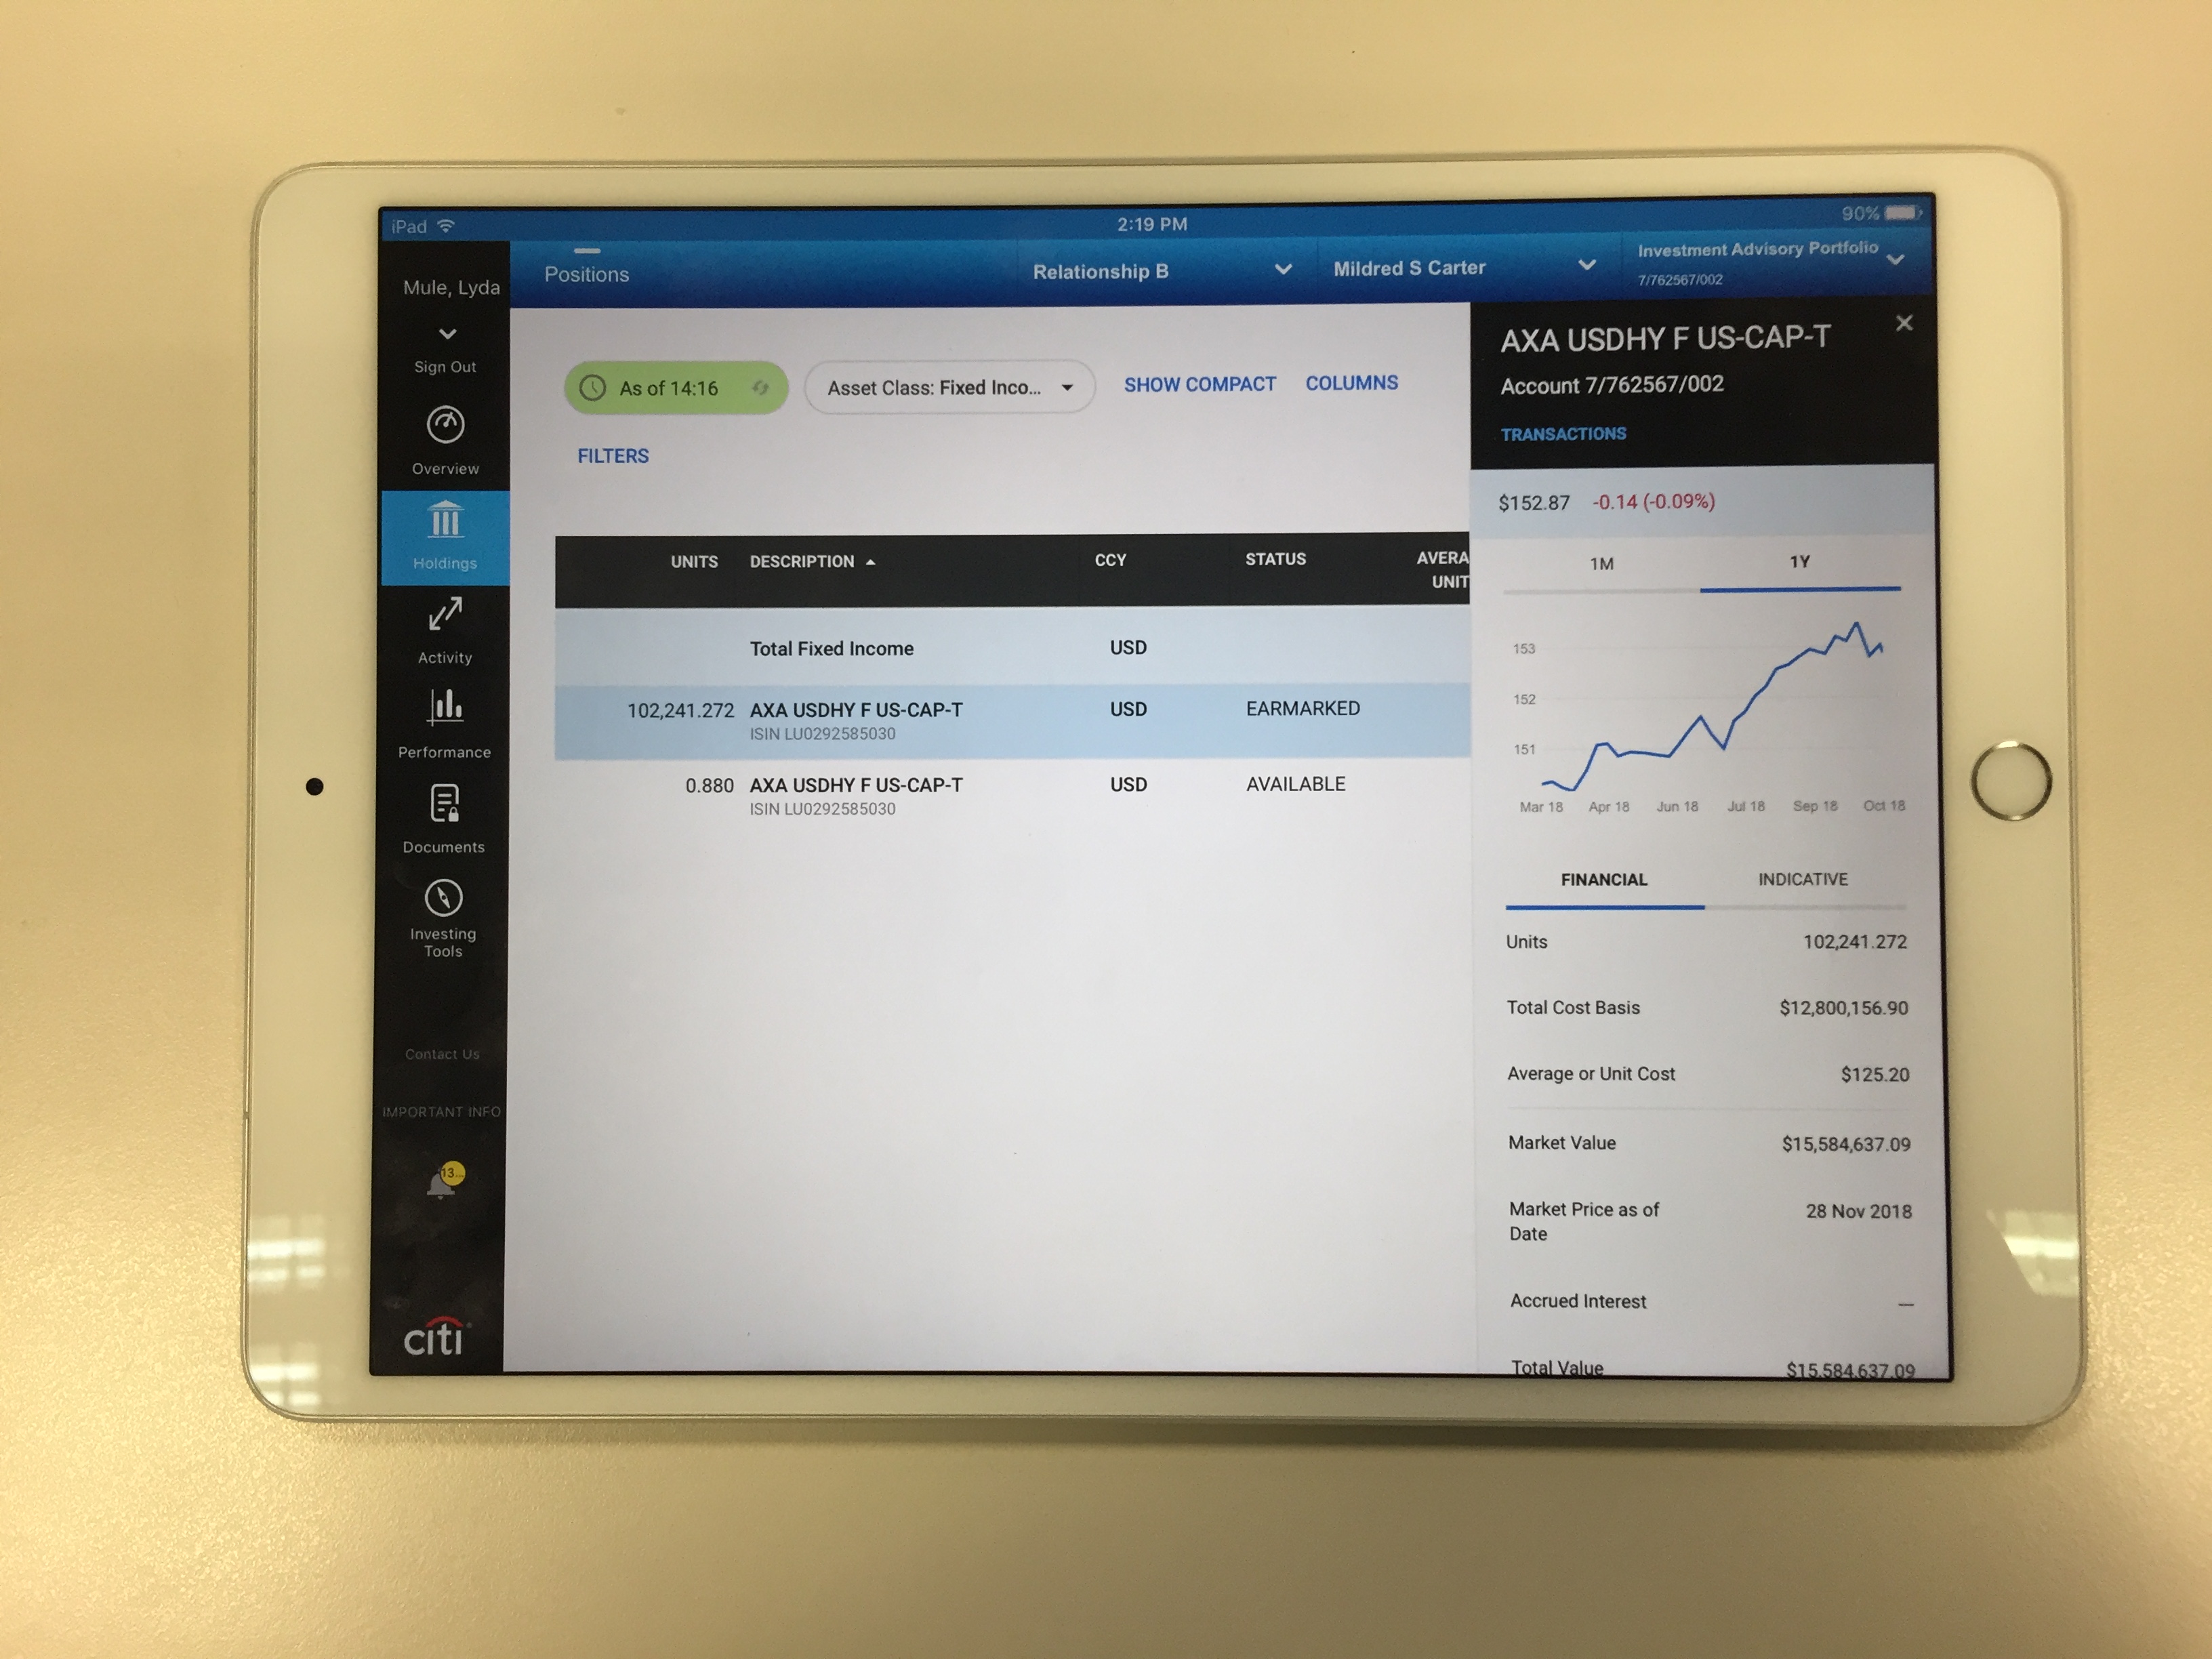 iPad
2:19 PM
90%
Mule, Lyda
Sign Out
Overview
Holdings
Activity
Performance
Documents
Investing
Tools
Contact Us
IMPORTANT INFO
13
citi
Positions
Relationship B
Mildred S Carter
Investment Advisory Portfolio
7/762567/002
As of 14:16
Asset Class: Fixed Inco...
SHOW COMPACT
COLUMNS
FILTERS
UNITS DESCRIPTION CCY STATUS AVERA
UNIT
Total Fixed Income USD
102,241.272 AXA USDHY F US-CAP-T USD EARMARKED
ISIN LU0292585030
0.880 AXA USDHY F US-CAP-T USD AVAILABLE
ISIN LU0292585030
AXA USDHY F US-CAP-T
Account 7/762567/002
TRANSACTIONS
$152.87 -0.14 (-0.09%)
1M 1Y
153
152
151
Mar 18 Apr 18 Jun 18 Jul 18 Sep 18 Oct 18
FINANCIAL INDICATIVE
Units 102,241.272
Total Cost Basis $12,800,156.90
Average or Unit Cost $125.20
Market Value $15,584,637.09
Market Price as of 28 Nov 2018
Date
Accrued Interest —
Total Value $15,584,637.09